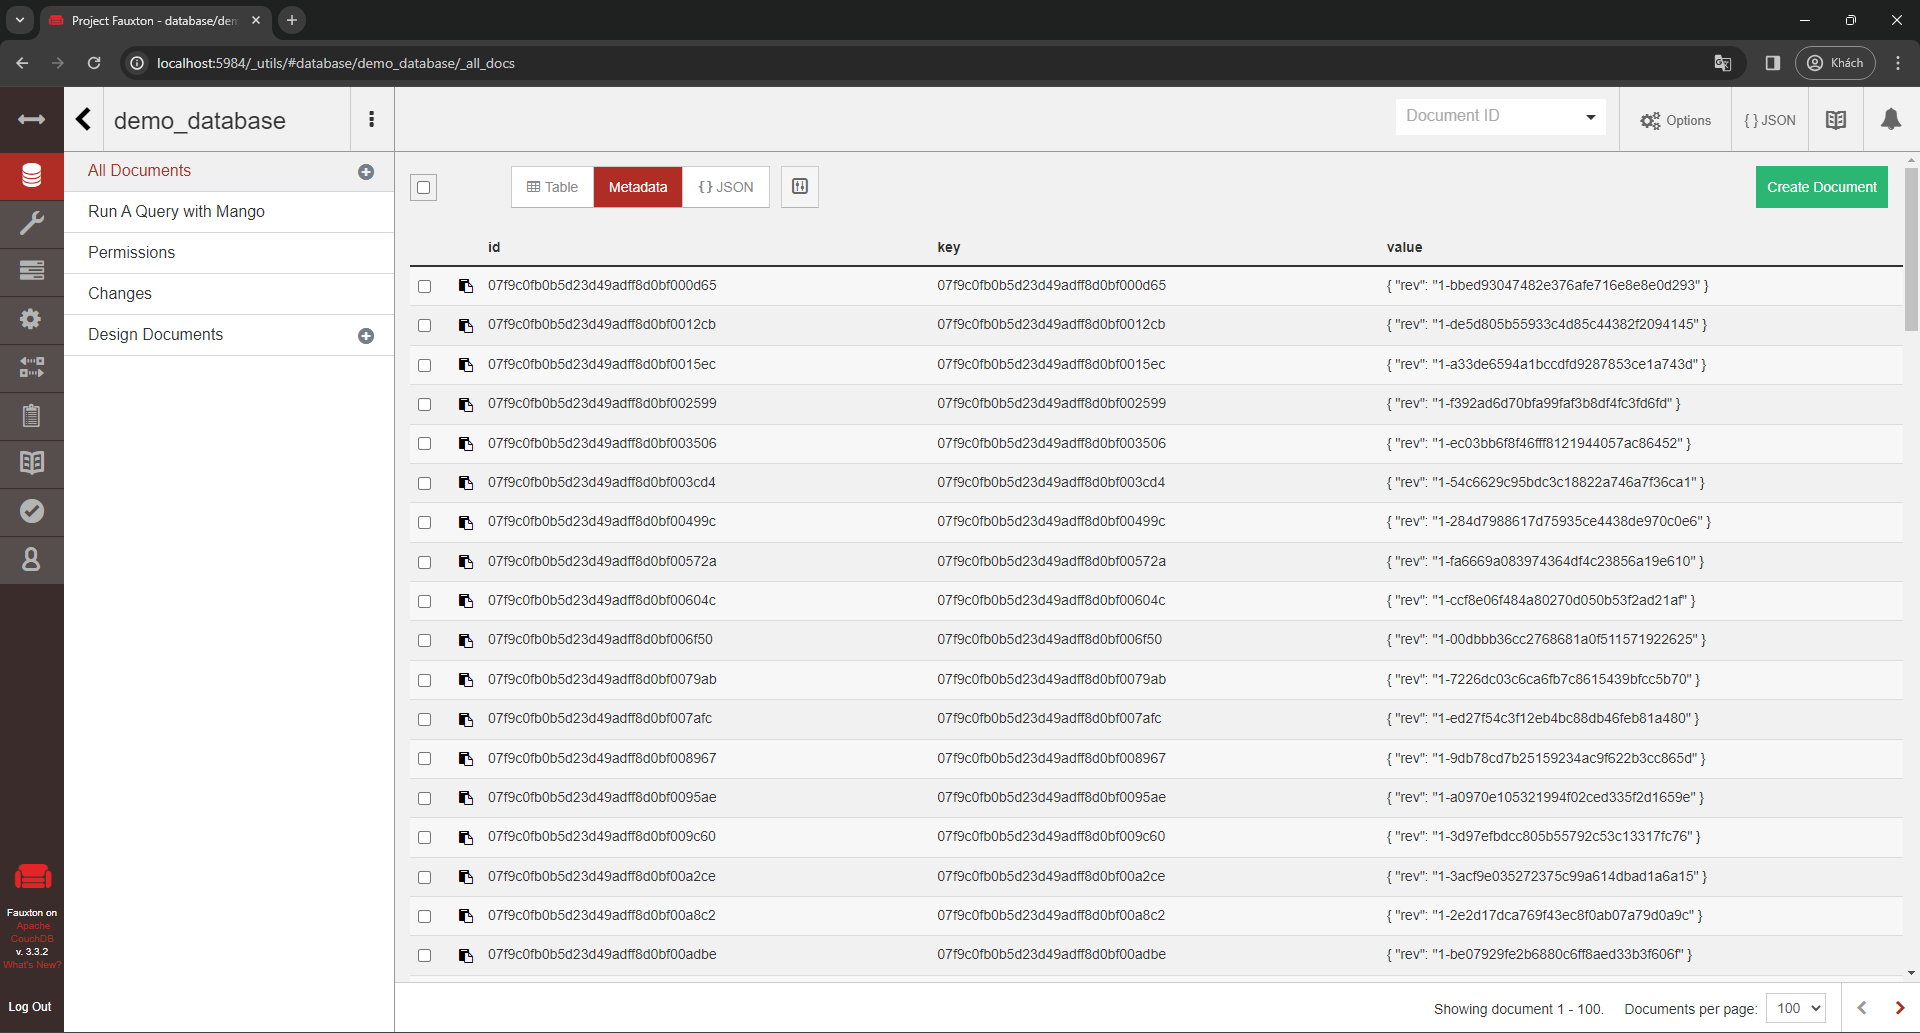 Project Fauxton - database/dem
localhost:5984/_utils/#database/demo_database/_all_docs
Khách
demo_database
Document ID
Options
{ } JSON
All Documents
Run A Query with Mango
Permissions
Changes
Design Documents
Table
Metadata
{ } JSON
Create Document
id key value
07f9c0fb0b5d23d49adff8d0bf000d65 07f9c0fb0b5d23d49adff8d0bf000d65 { "rev": "1-bbed93047482e376afe716e8e8e0d293" }
07f9c0fb0b5d23d49adff8d0bf0012cb 07f9c0fb0b5d23d49adff8d0bf0012cb { "rev": "1-de5d805b55933c4d85c44382f2094145" }
07f9c0fb0b5d23d49adff8d0bf0015ec 07f9c0fb0b5d23d49adff8d0bf0015ec { "rev": "1-a33de6594a1bccdfd9287853ce1a743d" }
07f9c0fb0b5d23d49adff8d0bf002599 07f9c0fb0b5d23d49adff8d0bf002599 { "rev": "1-f392ad6d70bfa99faf3b8df4fc3fd6fd" }
07f9c0fb0b5d23d49adff8d0bf003506 07f9c0fb0b5d23d49adff8d0bf003506 { "rev": "1-ec03bb6f8f46fff8121944057ac86452" }
07f9c0fb0b5d23d49adff8d0bf003cd4 07f9c0fb0b5d23d49adff8d0bf003cd4 { "rev": "1-54c6629c95bdc3c18822a746a7f36ca1" }
07f9c0fb0b5d23d49adff8d0bf00499c 07f9c0fb0b5d23d49adff8d0bf00499c { "rev": "1-284d7988617d75935ce4438de970c0e6" }
07f9c0fb0b5d23d49adff8d0bf00572a 07f9c0fb0b5d23d49adff8d0bf00572a { "rev": "1-fa6669a083974364df4c23856a19e610" }
07f9c0fb0b5d23d49adff8d0bf00604c 07f9c0fb0b5d23d49adff8d0bf00604c { "rev": "1-ccf8e06f484a80270d050b53f2ad21af" }
07f9c0fb0b5d23d49adff8d0bf006f50 07f9c0fb0b5d23d49adff8d0bf006f50 { "rev": "1-00dbbb36cc2768681a0f511571922625" }
07f9c0fb0b5d23d49adff8d0bf0079ab 07f9c0fb0b5d23d49adff8d0bf0079ab { "rev": "1-7226dc03c6ca6fb7c8615439bfcc5b70" }
07f9c0fb0b5d23d49adff8d0bf007afc 07f9c0fb0b5d23d49adff8d0bf007afc { "rev": "1-ed27f54c3f12eb4bc88db46feb81a480" }
07f9c0fb0b5d23d49adff8d0bf008967 07f9c0fb0b5d23d49adff8d0bf008967 { "rev": "1-9db78cd7b25159234ac9f622b3cc865d" }
07f9c0fb0b5d23d49adff8d0bf0095ae 07f9c0fb0b5d23d49adff8d0bf0095ae { "rev": "1-a0970e105321994f02ced335f2d1659e" }
07f9c0fb0b5d23d49adff8d0bf009c60 07f9c0fb0b5d23d49adff8d0bf009c60 { "rev": "1-3d97efbdcc805b55792c53c13317fc76" }
07f9c0fb0b5d23d49adff8d0bf00a2ce 07f9c0fb0b5d23d49adff8d0bf00a2ce { "rev": "1-3acf9e035272375c99a614dbad1a6a15" }
07f9c0fb0b5d23d49adff8d0bf00a8c2 07f9c0fb0b5d23d49adff8d0bf00a8c2 { "rev": "1-2e2d17dca769f43ec8f0ab07a79d0a9c" }
07f9c0fb0b5d23d49adff8d0bf00adbe 07f9c0fb0b5d23d49adff8d0bf00adbe { "rev": "1-be07929fe2b6880c6ff8aed33b3f606f" }
Fauxton on
Apache
CouchDB
v. 3.3.2
What's New?
Log Out
Showing document 1 - 100. Documents per page: 100